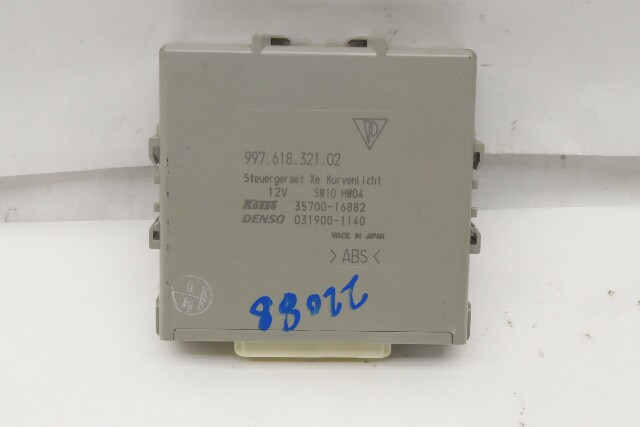 997.618.321.02
Steuergeraet Xe Kurvenlicht
12V SW10 HW04
Koito 35700-16882
DENSO 031900-1140
MADE IN JAPAN
>ABS<
22088